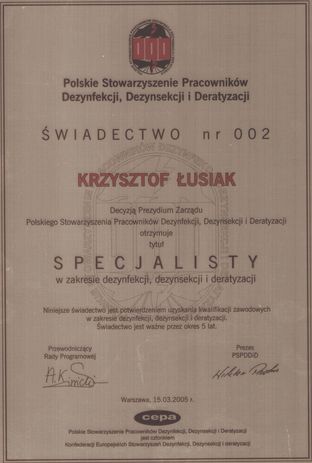 Polskie Stowarzyszenie Pracowników
Dezynfekcji, Dezynsekcji i Deratyzacji
ŚWIADECTWO nr 002
KRZYSZTOF ŁUSIAK
Decyzją Prezydium Zarządu
Polskiego Stowarzyszenia Pracowników Dezynfekcji, Dezynsekcji i Deratyzacji
otrzymuje
tytuł
SPECJALISTY
w zakresie dezynfekcji, dezynsekcji i deratyzacji
Niniejsze świadectwo jest potwierdzeniem uzyskania kwalifikacji zawodowych
w zakresie dezynfekcji, dezynsekcji i deratyzacji.
Świadectwo jest ważne przez okres 5 lat.
Przewodniczący
Rady Programowej
Prezes
PSPDDiD
Warszawa, 15.03.2005 r.
cepa
Polskie Stowarzyszenie Pracowników Dezynfekcji, Dezynsekcji i Deratyzacji
jest członkiem
Konfederacji Europejskich Stowarzyszeń Dezynfekcji, Dezynsekcji i deratyzacji